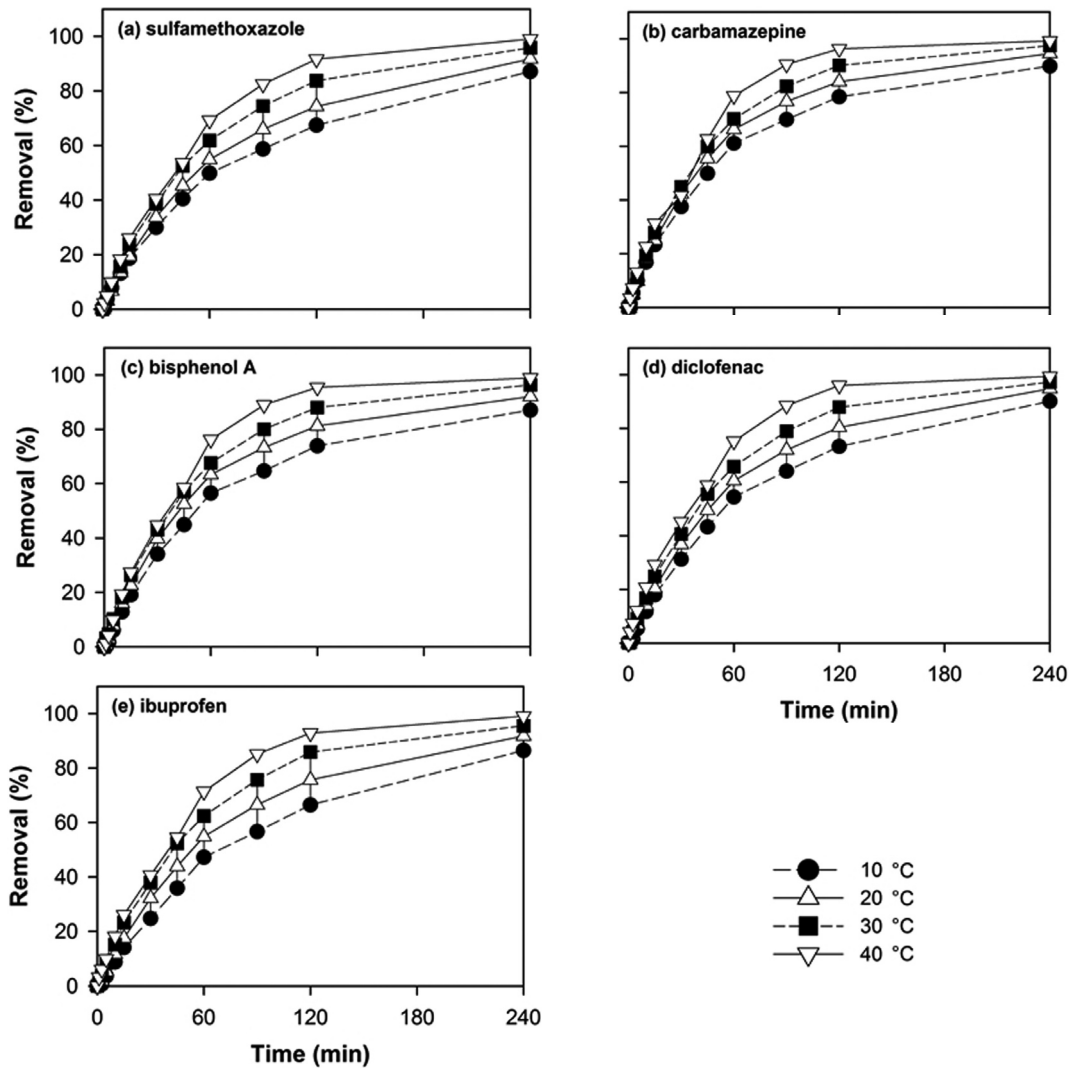 (a) sulfamethoxazole
Removal (%)
100
80
60
40
20
0
(b) carbamazepine
(c) bisphenol A
Removal (%)
100
80
60
40
20
0
(d) diclofenac
0 60 120 180 240
Time (min)
(e) ibuprofen
Removal (%)
100
80
60
40
20
0
0 60 120 180 240
Time (min)
10 °C
20 °C
30 °C
40 °C